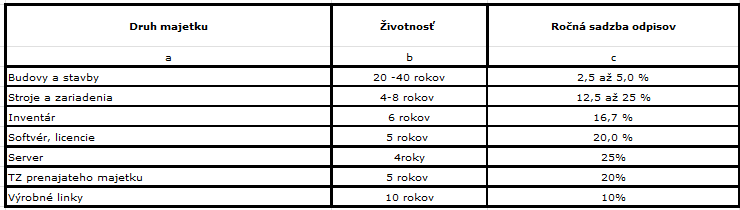 Druh majetku Životnosť Ročná sadzba odpisov
a b c
Budovy a stavby 20 -40 rokov 2,5 až 5,0 %
Stroje a zariadenia 4-8 rokov 12,5 až 25 %
Inventár 6 rokov 16,7 %
Softvér, licencie 5 rokov 20,0 %
Server 4roky 25%
TZ prenajateho majetku 5 rokov 20%
Výrobné linky 10 rokov 10%